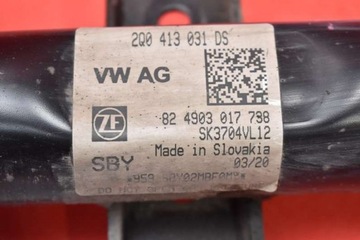 2Q0 413 031 DS
VW AG
ZF
82 4903 017 798
SK3704VL12
Made in Slovakia
SBY
03/20